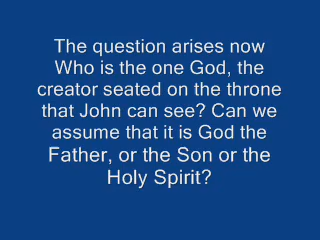 The question arises now
Who is the one God, the
creator seated on the throne
that John can see? Can we
assume that it is God the
Father, or the Son or the
Holy Spirit?